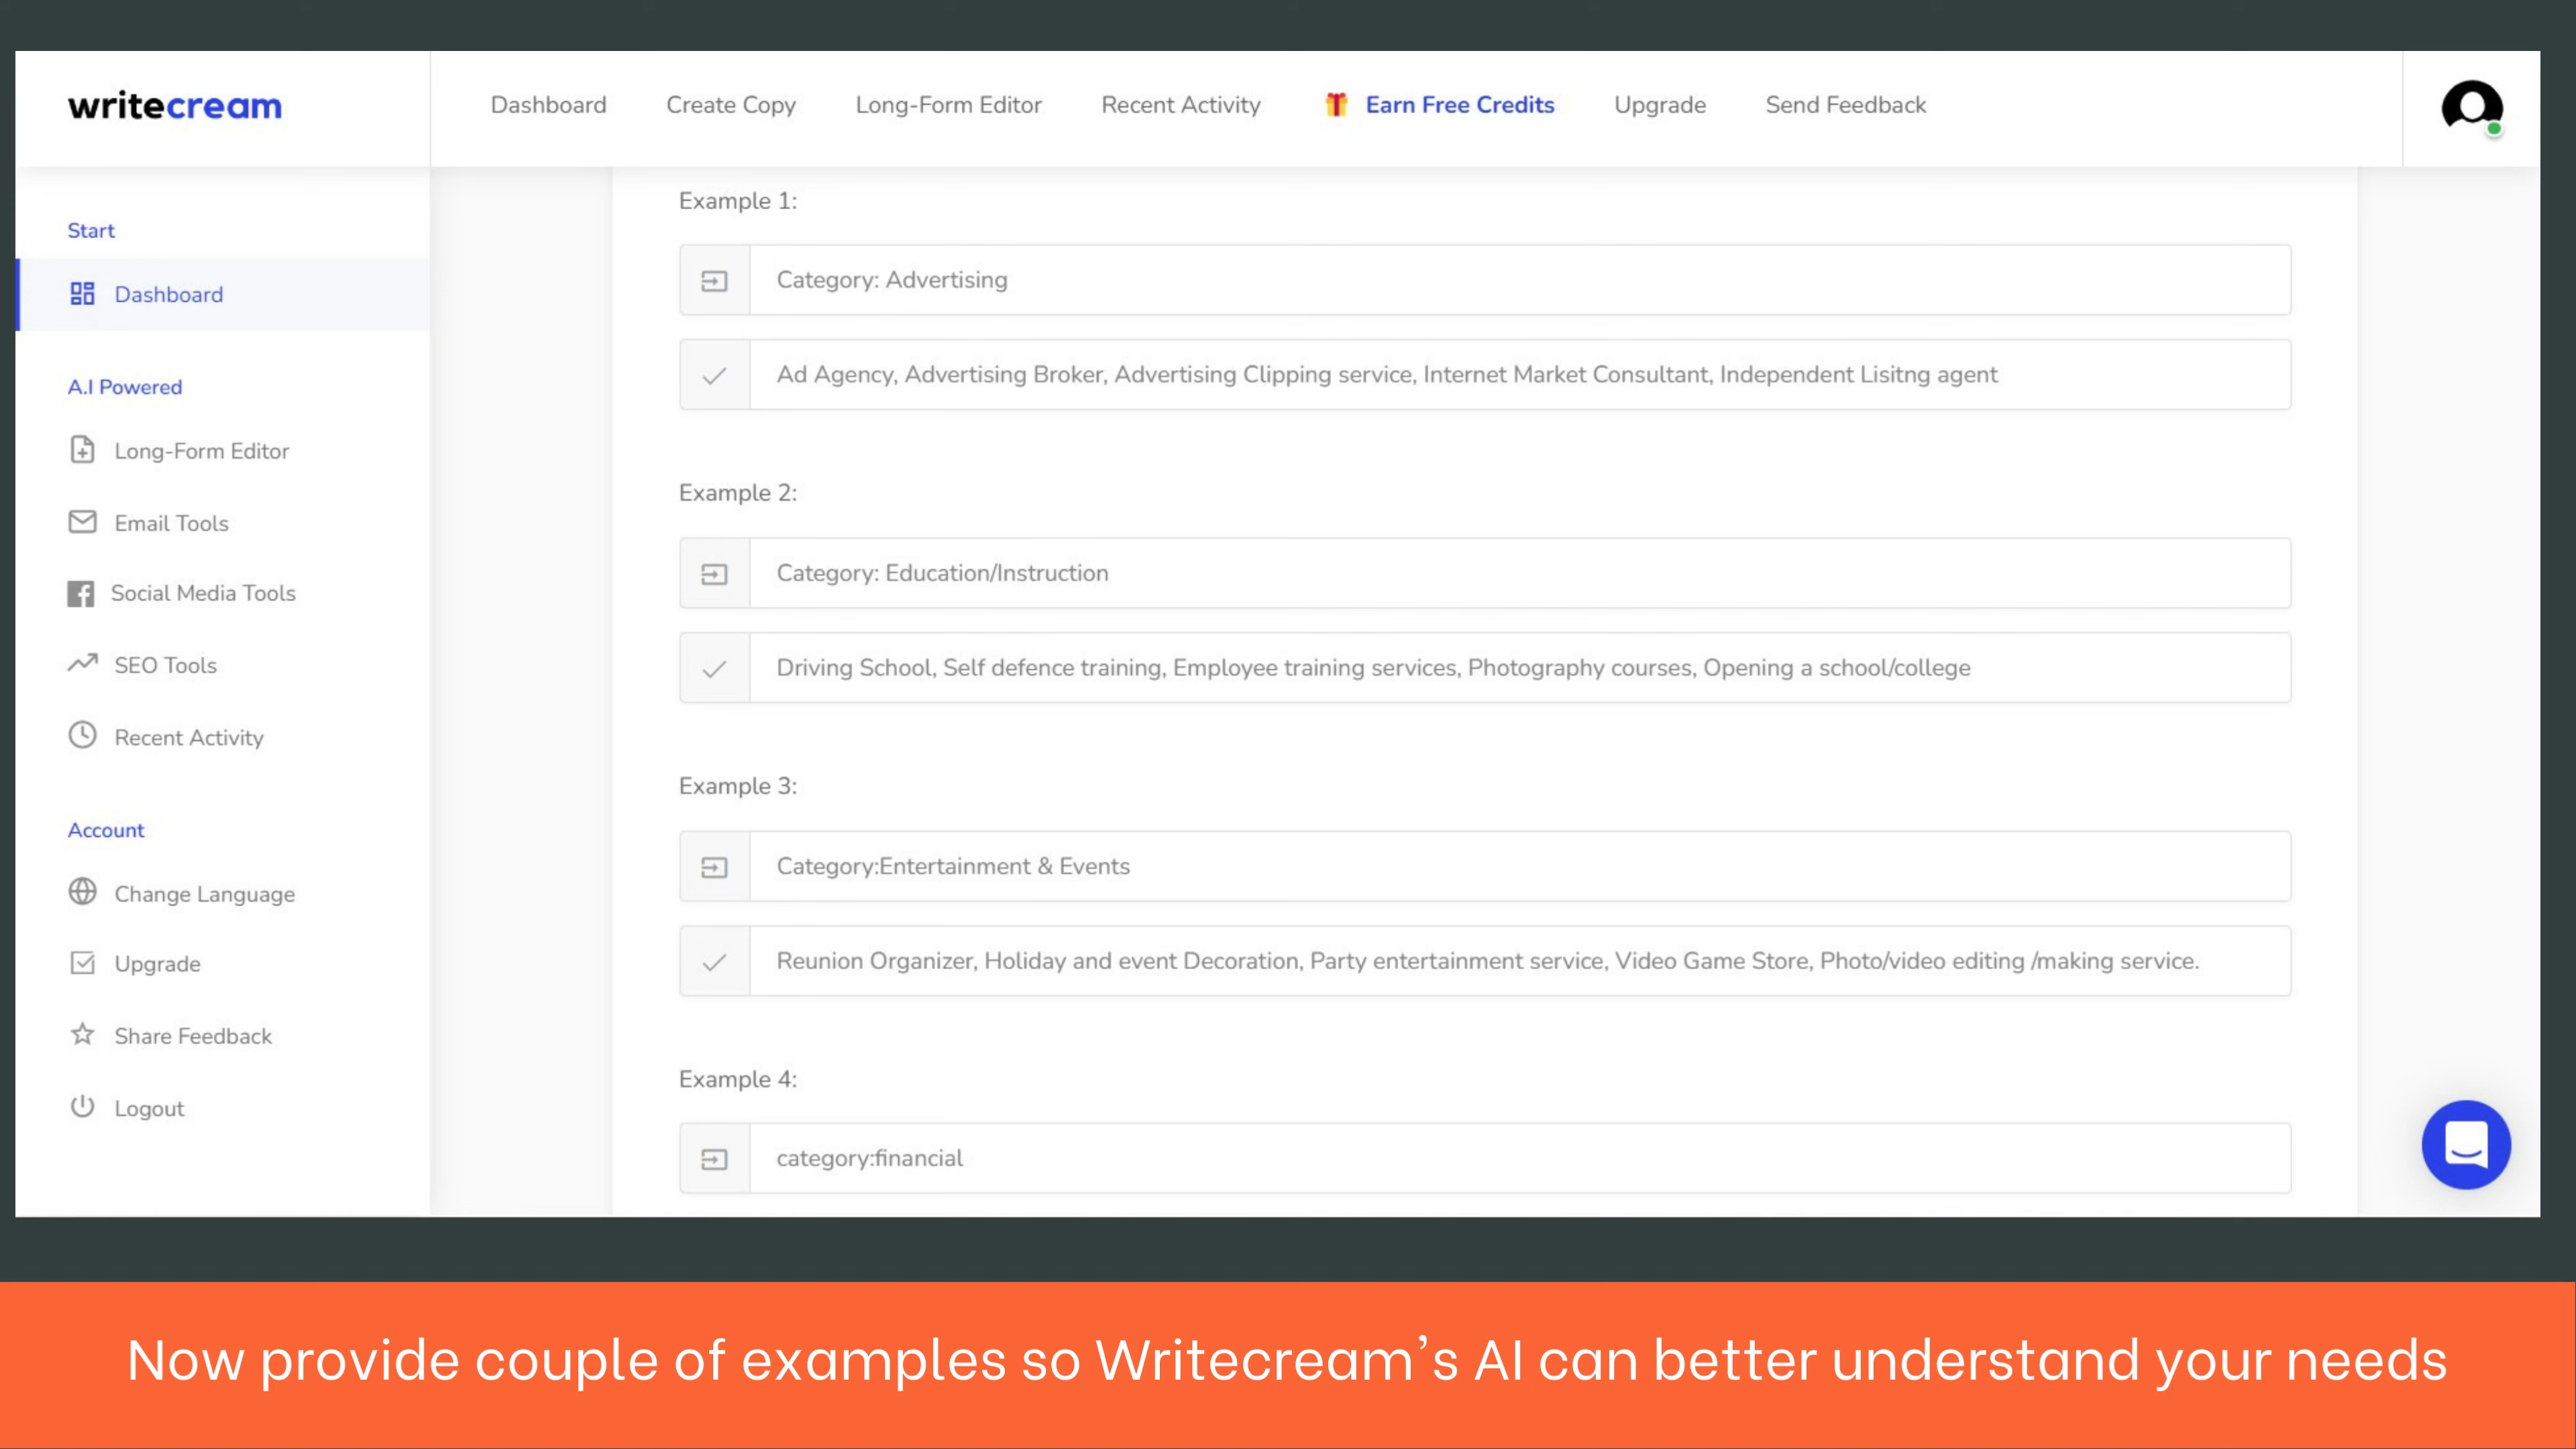 writecream
Dashboard
Create Copy
Long-Form Editor
Recent Activity
Earn Free Credits
Upgrade
Send Feedback
Start
Dashboard
A.I Powered
Long-Form Editor
Email Tools
Social Media Tools
SEO Tools
Recent Activity
Account
Change Language
Upgrade
Share Feedback
Logout
Example 1:
Category: Advertising
Ad Agency, Advertising Broker, Advertising Clipping service, Internet Market Consultant, Independent Lisitng agent
Example 2:
Category: Education/Instruction
Driving School, Self defence training, Employee training services, Photography courses, Opening a school/college
Example 3:
Category:Entertainment & Events
Reunion Organizer, Holiday and event Decoration, Party entertainment service, Video Game Store, Photo/video editing /making service.
Example 4:
category:financial
Now provide couple of examples so Writecream's AI can better understand your needs